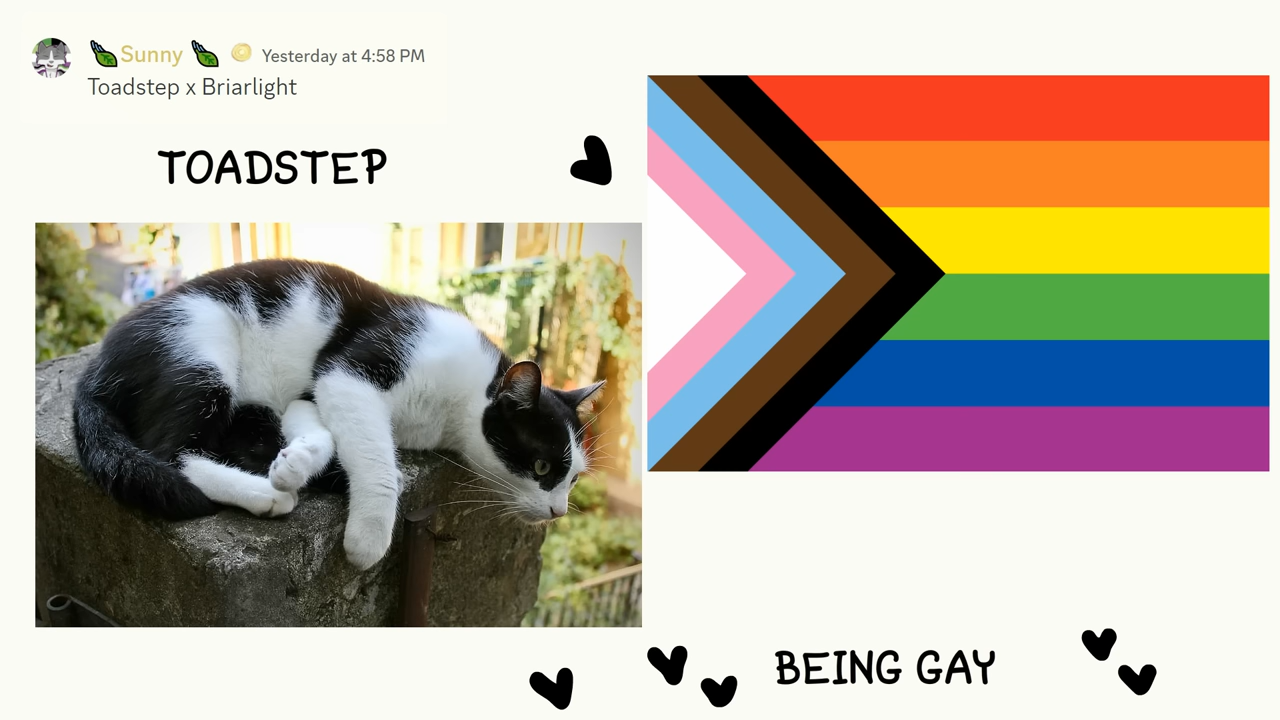 Sunny Yesterday at 4:58 PM
Toadstep x Briarlight
TOADSTEP
BEING GAY